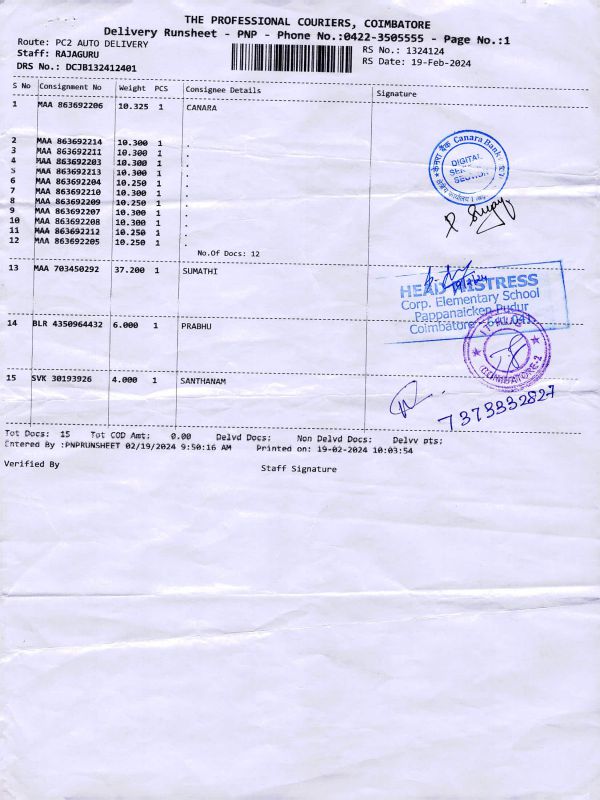 THE PROFESSIONAL COURIERS, COIMBATORE
Delivery Runsheet - PNP - Phone No.:0422-3505555 - Page No.:1
Route: PC2 AUTO DELIVERY
RS No.: 1324124
Staff: RAJAGURU
RS Date: 19-Feb-2024
DRS No.: DCJB132412401
S No Consignment No Weight PCS Consignee Details Signature
1 MAA 863692206 10.325 1 CANARA
2 MAA 863692214 10.300 1 .
3 MAA 863692211 10.300 1 .
4 MAA 863692203 10.300 1 .
5 MAA 863692213 10.300 1 .
6 MAA 863692204 10.250 1 .
7 MAA 863692210 10.300 1 .
8 MAA 863692209 10.250 1 .
9 MAA 863692207 10.300 1 .
10 MAA 863692208 10.300 1 .
11 MAA 863692212 10.250 1 .
12 MAA 863692205 10.250 1 .
केनरा बैंक Canara Bank
DIGITAL
SECTION
No.Of Docs: 12
13 MAA 703450292 37.200 1 SUMATHI
HEAD MISTRESS
Corp. Elementary School
Pappanaicken Pudur
Coimbatore
14 BLR 4350964432 6.000 1 PRABHU
COIMBATORE-2
15 SVK 30193926 4.000 1 SANTHANAM
7373332827
Tot Docs: 15 Tot COD Amt: 0.00 Delvd Docs: Non Delvd Docs: Delvv pts:
Entered By :PNPRUNSHEET 02/19/2024 9:50:16 AM Printed on: 19-02-2024 10:03:54
Verified By
Staff Signature